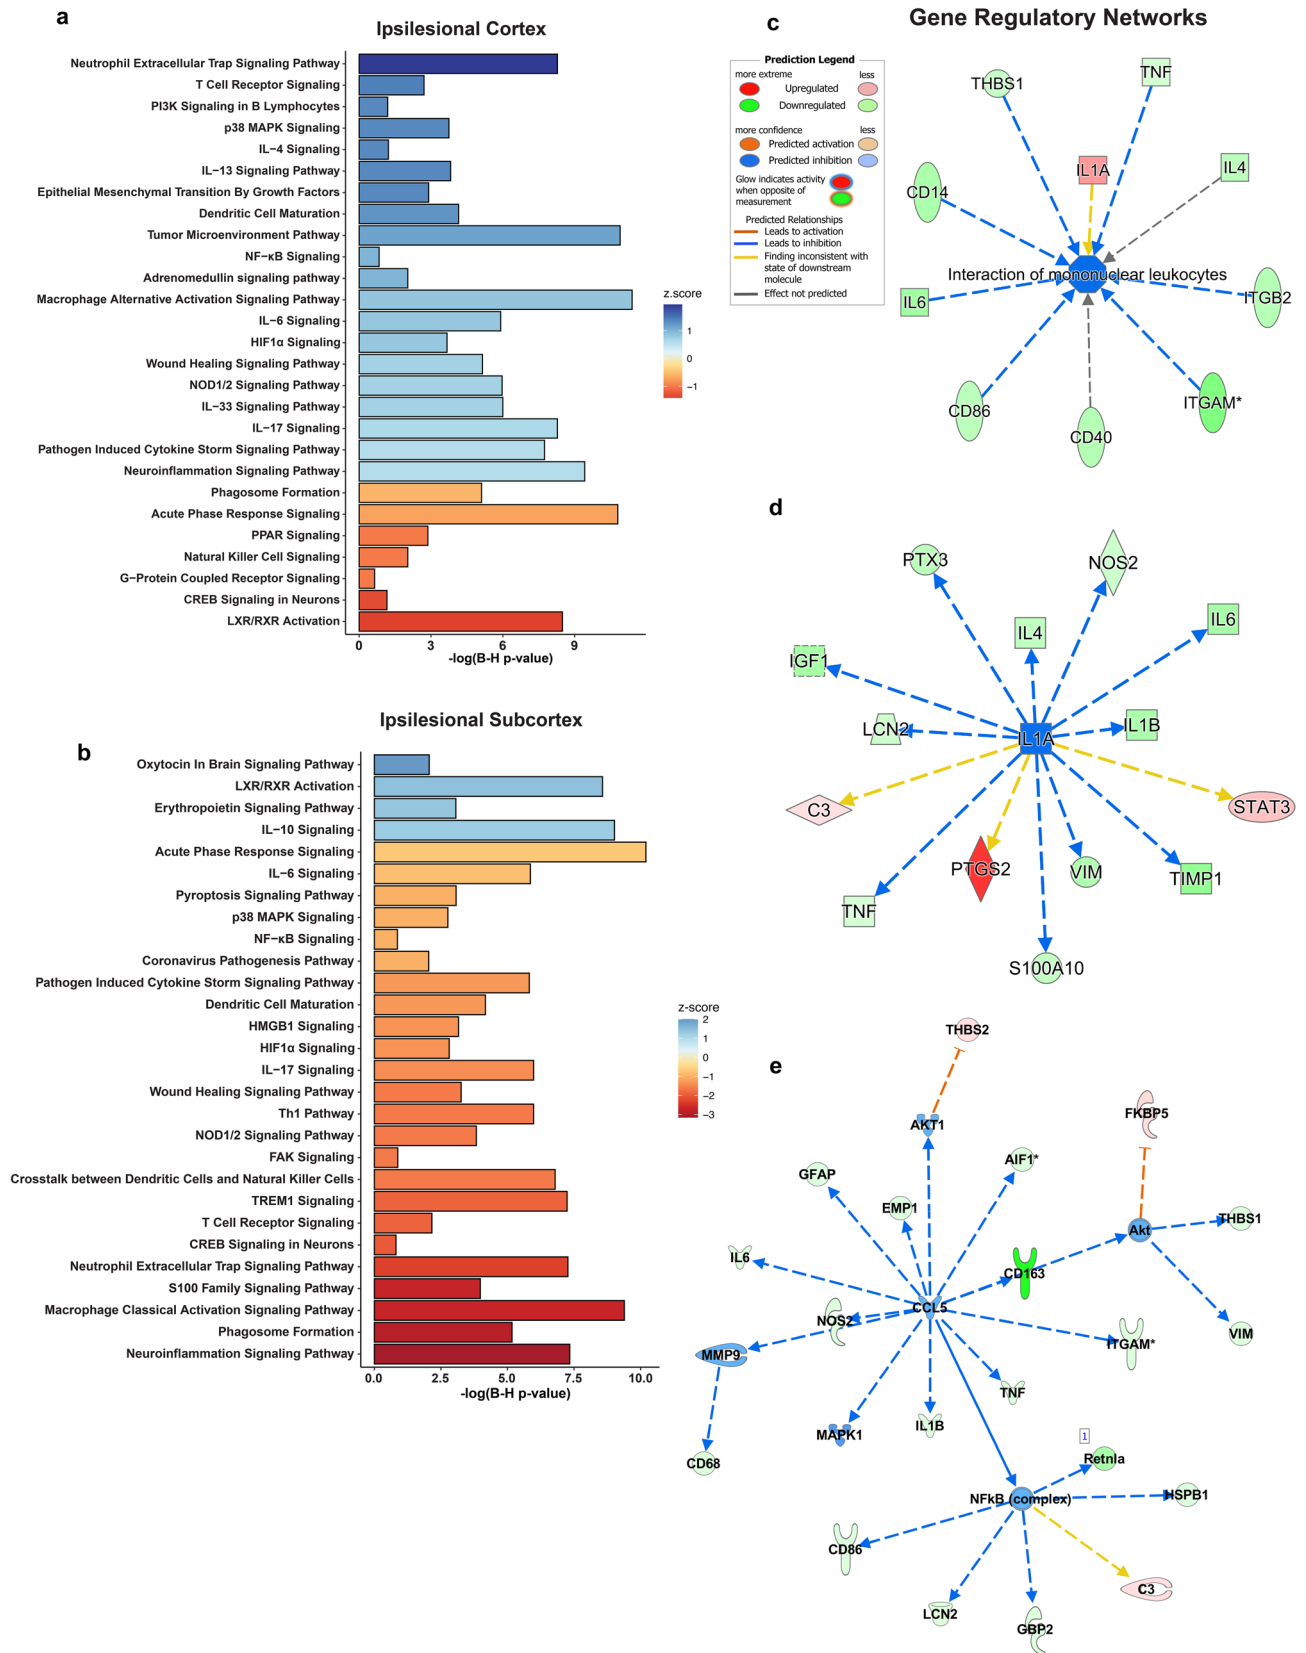 a
Ipsilesional Cortex
Neutrophil Extracellular Trap Signaling Pathway
T Cell Receptor Signaling
PI3K Signaling in B Lymphocytes
p38 MAPK Signaling
IL−4 Signaling
IL−13 Signaling Pathway
Epithelial Mesenchymal Transition By Growth Factors
Dendritic Cell Maturation
Tumor Microenvironment Pathway
NF−κB Signaling
Adrenomedullin signaling pathway
Macrophage Alternative Activation Signaling Pathway
IL−6 Signaling
HIF1α Signaling
Wound Healing Signaling Pathway
NOD1/2 Signaling Pathway
IL−33 Signaling Pathway
IL−17 Signaling
Pathogen Induced Cytokine Storm Signaling Pathway
Neuroinflammation Signaling Pathway
Phagosome Formation
Acute Phase Response Signaling
PPAR Signaling
Natural Killer Cell Signaling
G−Protein Coupled Receptor Signaling
CREB Signaling in Neurons
LXR/RXR Activation
0 3 6 9
-log(B-H p-value)
z.score
1
0
−1
b
Ipsilesional Subcortex
Oxytocin In Brain Signaling Pathway
LXR/RXR Activation
Erythropoietin Signaling Pathway
IL−10 Signaling
Acute Phase Response Signaling
IL−6 Signaling
Pyroptosis Signaling Pathway
p38 MAPK Signaling
NF−κB Signaling
Coronavirus Pathogenesis Pathway
Pathogen Induced Cytokine Storm Signaling Pathway
Dendritic Cell Maturation
HMGB1 Signaling
HIF1α Signaling
IL−17 Signaling
Wound Healing Signaling Pathway
Th1 Pathway
NOD1/2 Signaling Pathway
FAK Signaling
Crosstalk between Dendritic Cells and Natural Killer Cells
TREM1 Signaling
T Cell Receptor Signaling
CREB Signaling in Neurons
Neutrophil Extracellular Trap Signaling Pathway
S100 Family Signaling Pathway
Macrophage Classical Activation Signaling Pathway
Phagosome Formation
Neuroinflammation Signaling Pathway
0.0 2.5 5.0 7.5 10.0
-log(B-H p-value)
z-score
2
1
0
−1
−2
−3
Gene Regulatory Networks
c
Prediction Legend
more extreme less
Upregulated
Downregulated
more confidence less
Predicted activation
Predicted inhibition
Glow indicates activity
when opposite of
measurement
Predicted Relationships
Leads to activation
Leads to inhibition
Finding inconsistent with
state of downstream
molecule
Effect not predicted
THBS1
TNF
IL1A
IL4
CD14
Interaction of mononuclear leukocytes
IL6
ITGB2
CD86
CD40
ITGAM*
d
PTX3
NOS2
IL4
IL6
IGF1
LCN2
IL1A
IL1B
C3
STAT3
PTGS2
VIM
TIMP1
TNF
S100A10
e
THBS2
AKT1
FKBP5
AIF1*
GFAP
EMP1
Akt
THBS1
IL6
CD163
CCL5
NOS2
ITGAM*
VIM
MMP9
TNF
MAPK1
IL1B
CD68
1
Retnla
NFkB (complex)
HSPB1
CD86
C3
LCN2
GBP2